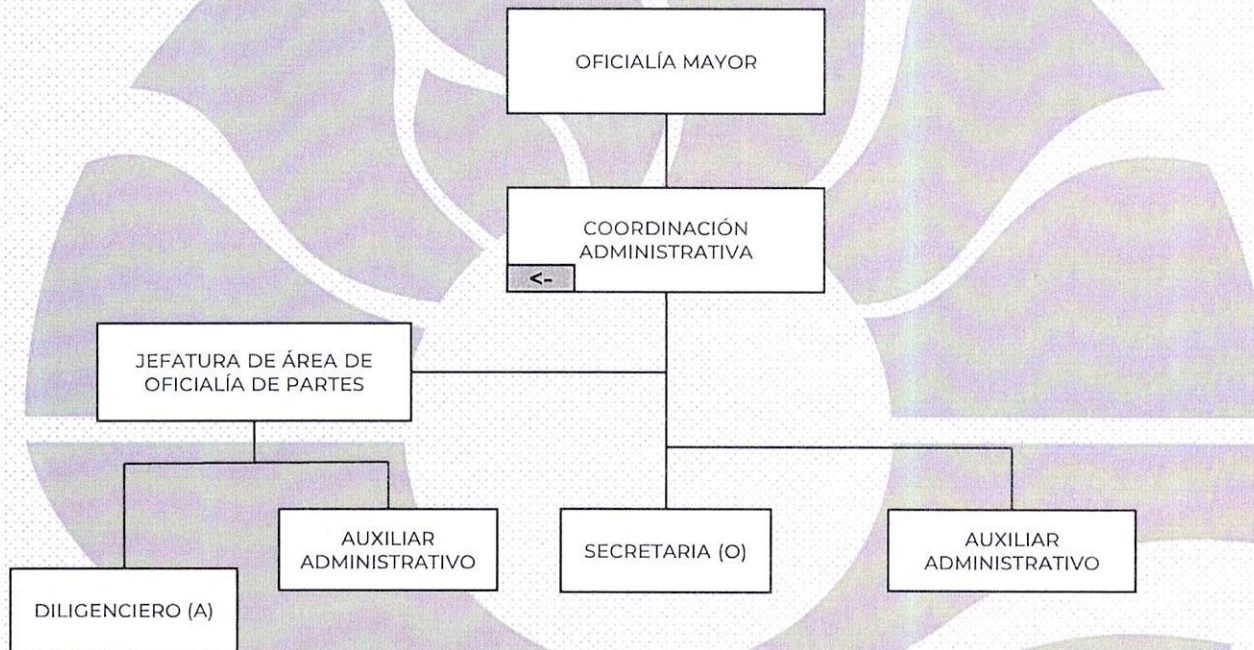 OFICIALÍA MAYOR
COORDINACIÓN
ADMINISTRATIVA
<-
JEFATURA DE ÁREA DE
OFICIALÍA DE PARTES
AUXILIAR
ADMINISTRATIVO
SECRETARIA (O)
AUXILIAR
ADMINISTRATIVO
DILIGENCIERO (A)